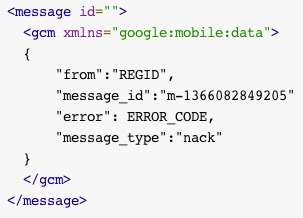 <message id="">
  <gcm xmlns="google:mobile:data">
  {
      "from":"REGID",
      "message_id":"m-1366082849205"
      "error": ERROR_CODE,
      "message_type":"nack"
  }
  </gcm>
</message>